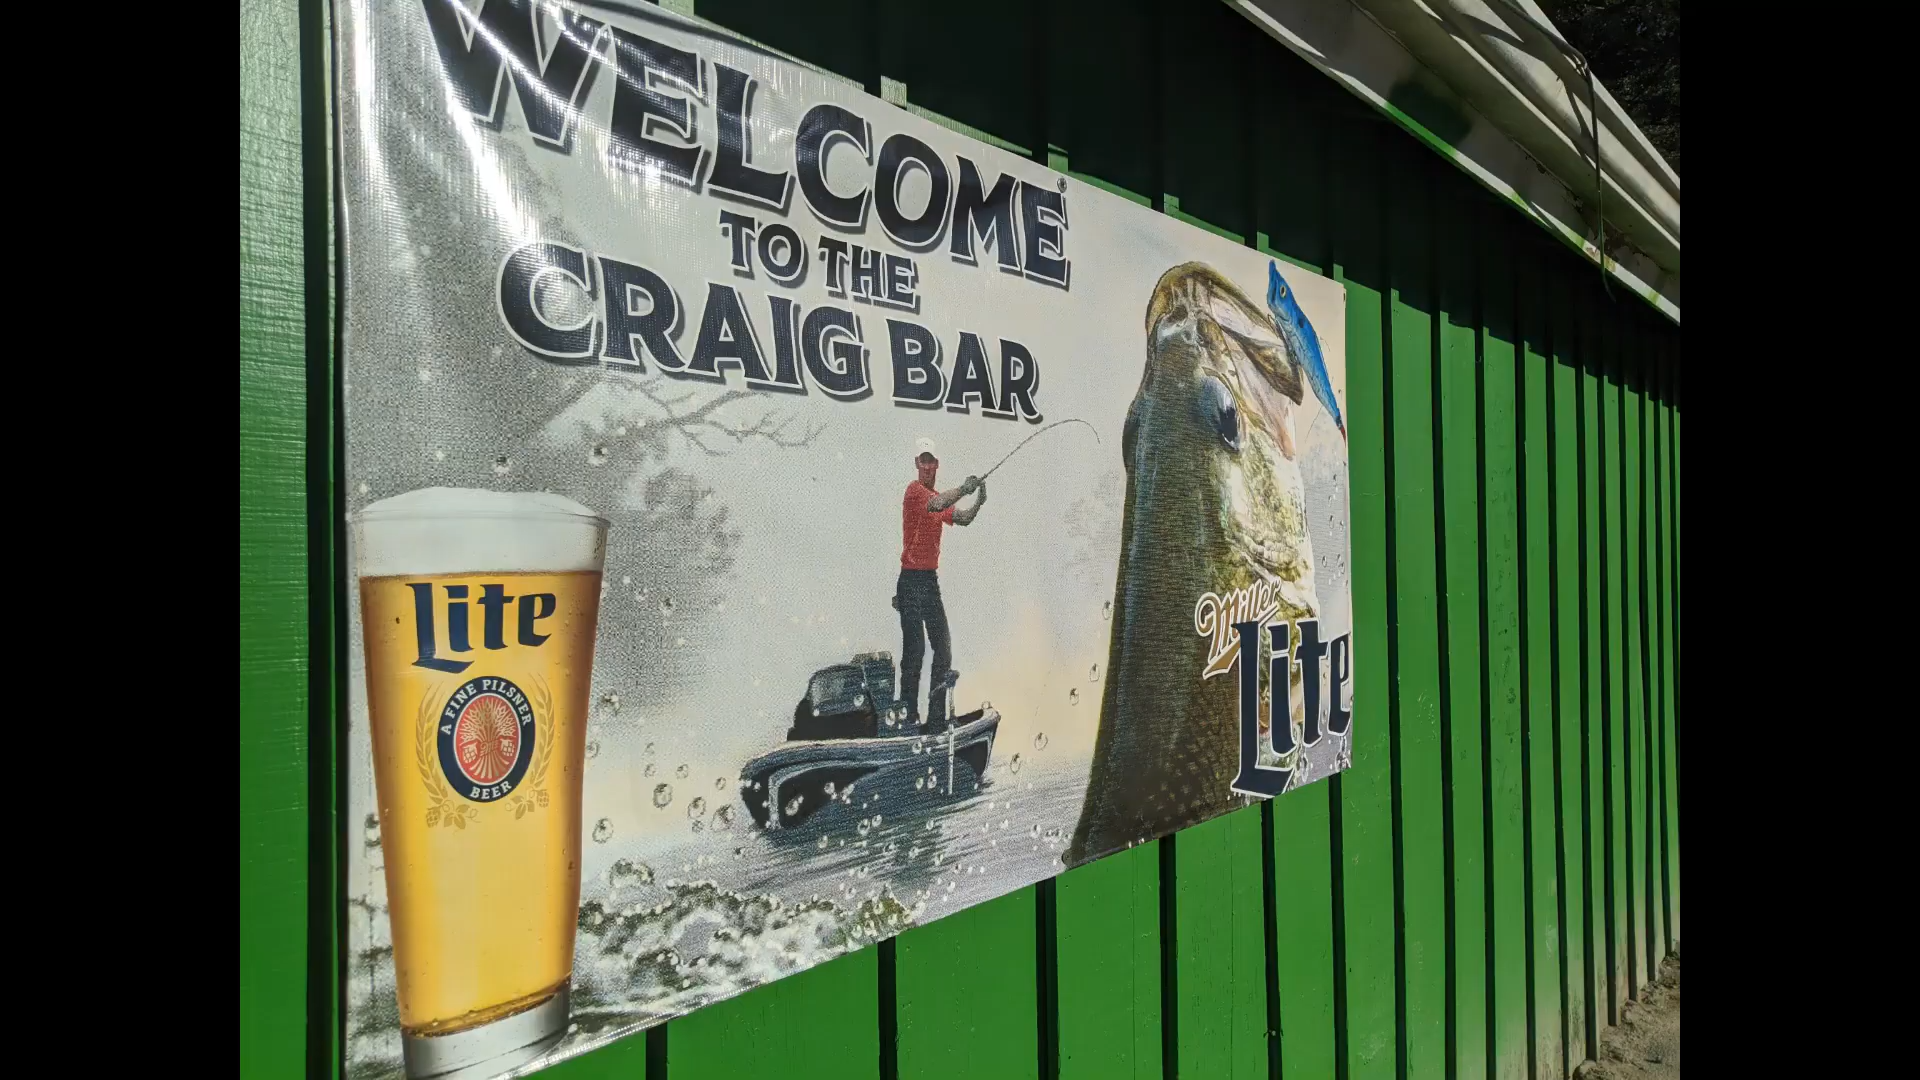 WELCOME
TO THE
CRAIG BAR
Lite
A FINE PILSNER
BEER
Miller
Lite